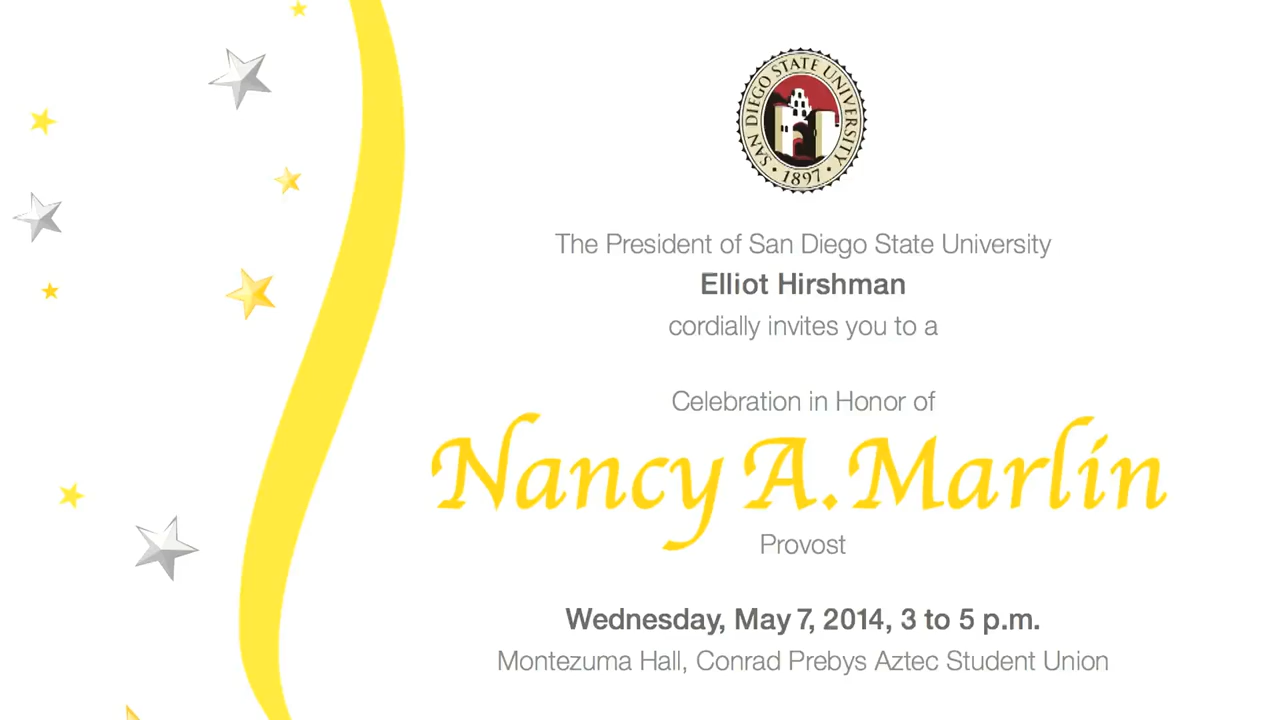 SAN DIEGO STATE UNIVERSITY
• 1897 •
The President of San Diego State University
Elliot Hirshman
cordially invites you to a
Celebration in Honor of
Nancy A. Marlin
Provost
Wednesday, May 7, 2014, 3 to 5 p.m.
Montezuma Hall, Conrad Prebys Aztec Student Union